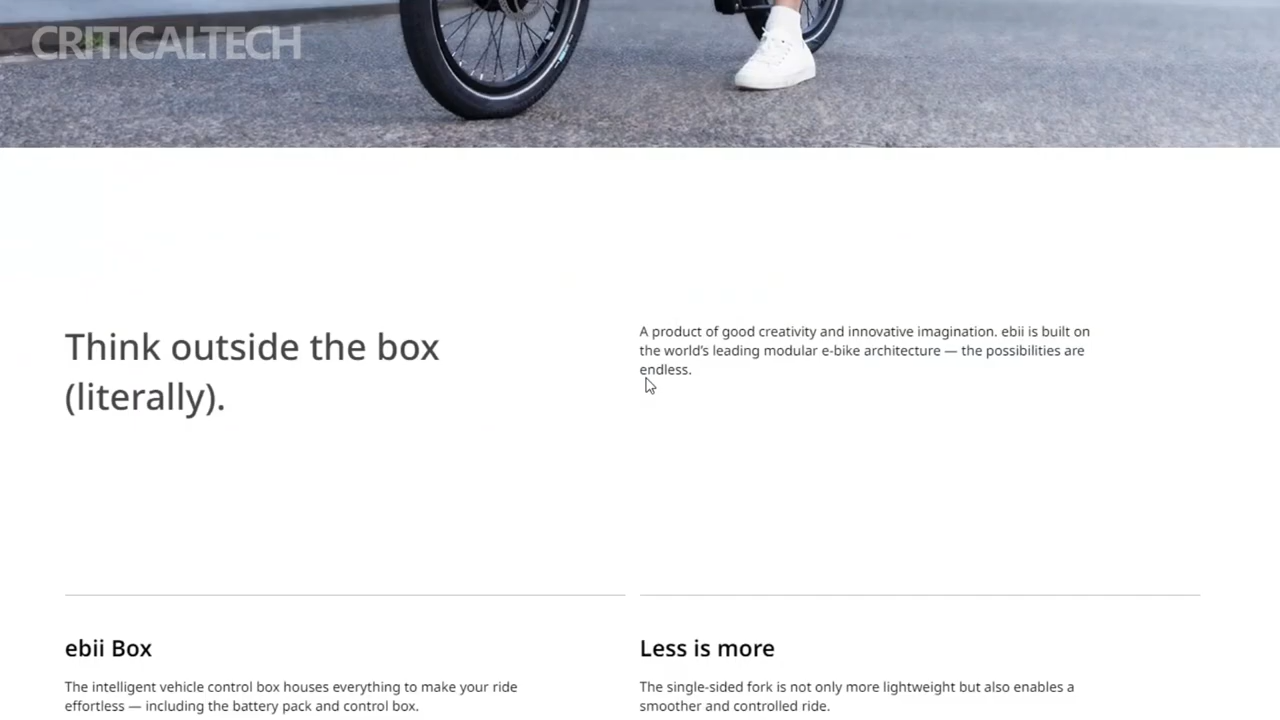 CRITICALTECH
Think outside the box
(literally).
A product of good creativity and innovative imagination. ebii is built on
the world's leading modular e-bike architecture — the possibilities are
endless.
ebii Box
The intelligent vehicle control box houses everything to make your ride
effortless — including the battery pack and control box.
Less is more
The single-sided fork is not only more lightweight but also enables a
smoother and controlled ride.